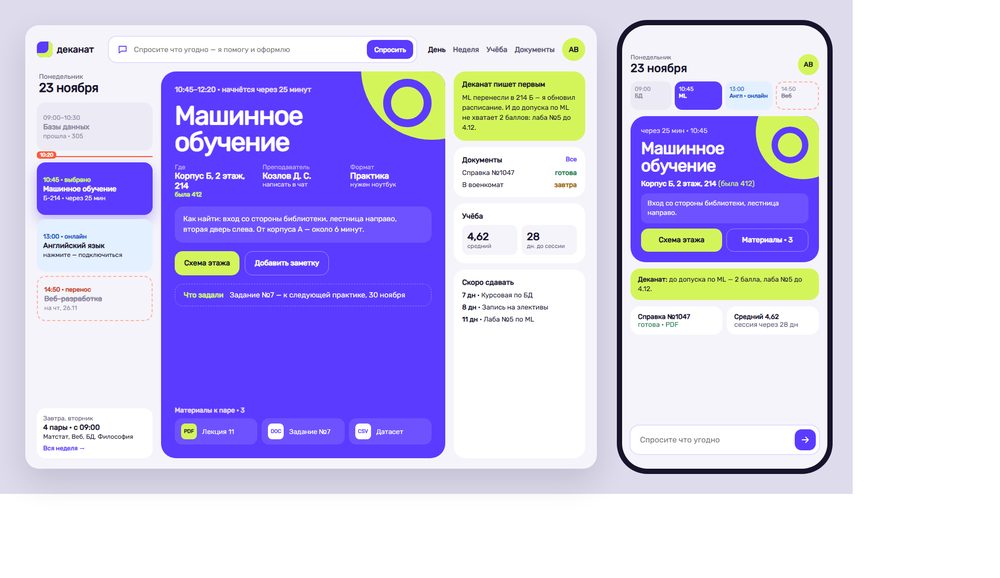 деканат
Спросите что угодно — я помогу и оформлю
Спросить
День
Неделя
Учёба
Документы
АВ
Понедельник
23 ноября
09:00–10:30
Базы данных
прошла • 305
10:20
10:45 • выбрано
Машинное обучение
Б-214 • через 25 мин
13:00 • онлайн
Английский язык
нажмите — подключиться
14:50 • перенос
Веб-разработка
на чт, 26.11
Завтра, вторник
4 пары • с 09:00
Матстат, Веб, БД, Философия
Вся неделя →
10:45–12:20 • начнётся через 25 минут
Машинное
обучение
Где
Корпус Б, 2 этаж,
214
была 412
Преподаватель
Козлов Д. С.
написать в чат
Формат
Практика
нужен ноутбук
Как найти: вход со стороны библиотеки, лестница направо,
вторая дверь слева. От корпуса А — около 6 минут.
Схема этажа
Добавить заметку
Что задали Задание №7 — к следующей практике, 30 ноября
Материалы к паре • 3
PDF Лекция 11
DOC Задание №7
CSV Датасет
Деканат пишет первым
ML перенесли в 214 Б — я обновил
расписание. И до допуска по ML
не хватает 2 баллов: лаба №5 до
4.12.
Документы Все
Справка №1047 готова
В военкомат завтра
Учёба
4,62
средний
28
дн. до сессии
Скоро сдавать
7 дн • Курсовая по БД
8 дн • Запись на элективы
11 дн • Лаба №5 по ML
Понедельник
23 ноября
АВ
09:00
БД
10:45
ML
13:00
Англ • онлайн
14:50
Веб
через 25 мин • 10:45
Машинное
обучение
Корпус Б, 2 этаж, 214 (была 412)
Вход со стороны библиотеки, лестница
направо.
Схема этажа
Материалы • 3
Деканат: до допуска по ML — 2 балла, лаба №5 до
4.12.
Справка №1047
готова • PDF
Средний 4,62
сессия через 28 дн
Спросите что угодно